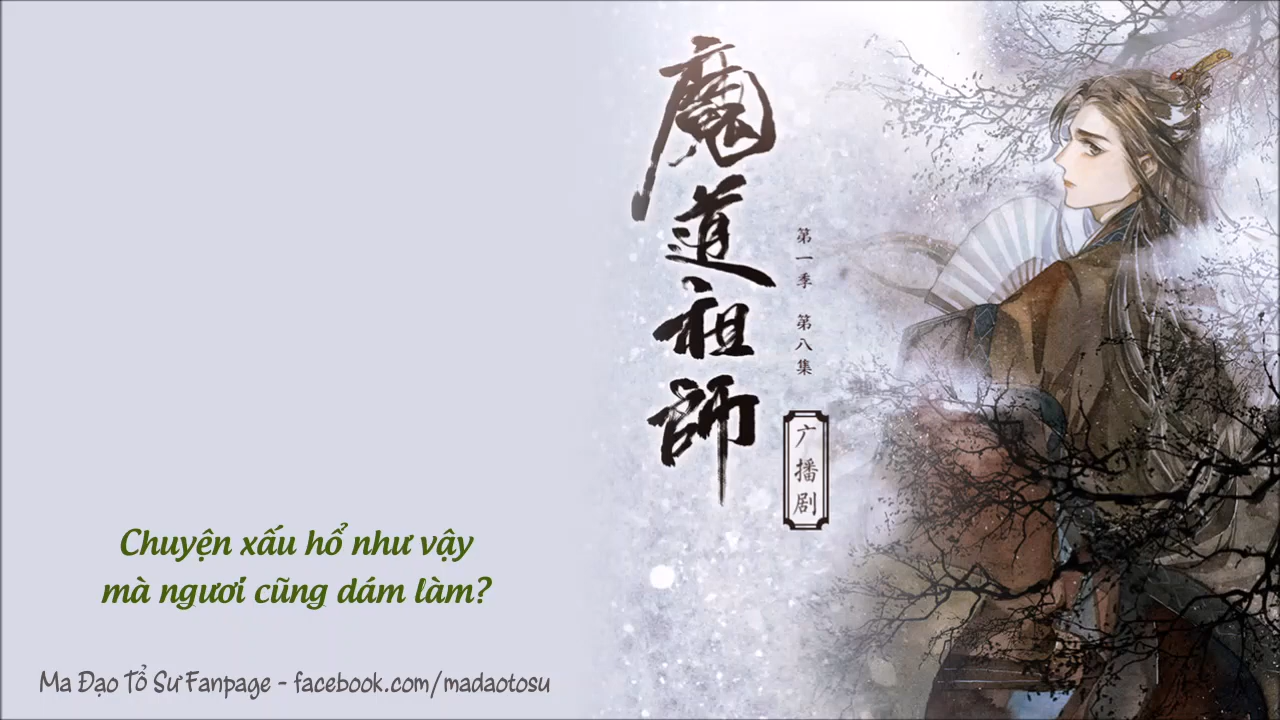 魔道祖師
第一季 第八集
广播剧
Chuyện xấu hổ như vậy
mà ngươi cũng dám làm?
Ma Đạo Tổ Sư Fanpage - facebook.com/madaotosu